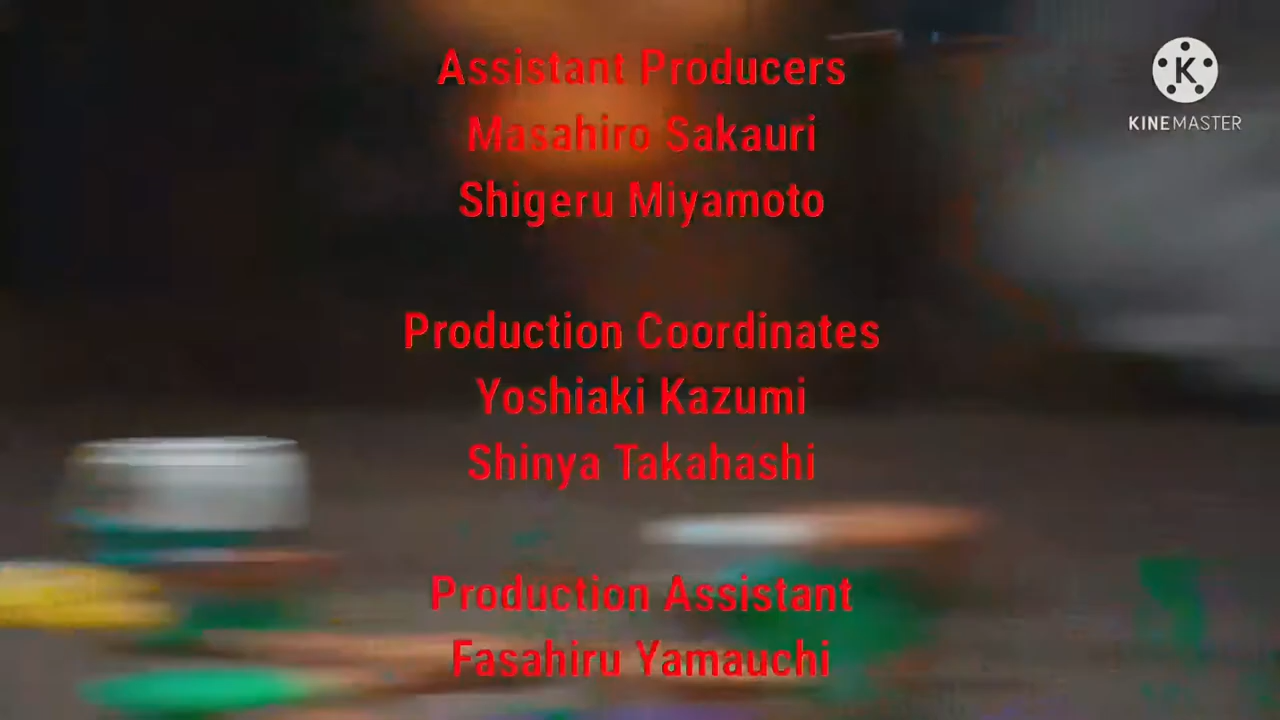 Assistant Producers
Masahiro Sakauri
Shigeru Miyamoto
Production Coordinates
Yoshiaki Kazumi
Shinya Takahashi
Production Assistant
Fasahiru Yamauchi
K
KINEMASTER